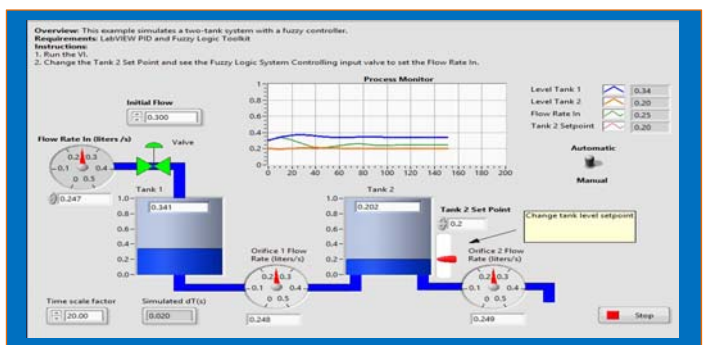 Overview: This example simulates a two-tank system with a fuzzy controller.
Requirements: LabVIEW PID and Fuzzy Logic Toolkit
Instructions:
1. Run the VI.
2. Change the Tank 2 Set Point and see the Fuzzy Logic System Controlling input valve to set the Flow Rate In.
Process Monitor
1
0.8
0.6
0.4
0.2
0
0 20 40 60 80 100 120 140 160 180 200
Level Tank 1 0.34
Level Tank 2 0.20
Flow Rate In 0.25
Tank 2 Setpoint 0.20
Initial Flow
0.300
Automatic
Manual
Flow Rate In (liters /s)
Valve
0 0.1 0.2 0.3 0.4 0.5
0.247
Tank 1
1.0
0.8
0.6
0.4
0.2
0.0
0.341
Tank 2
1.0
0.8
0.6
0.4
0.2
0.0
0.202
Tank 2 Set Point
0.2
Change tank level setpoint
Orifice 1 Flow
Rate (liters/s)
0 0.1 0.2 0.3 0.4 0.5
0.248
Orifice 2 Flow
Rate (liters/s)
0 0.1 0.2 0.3 0.4 0.5
0.249
Time scale factor
20.00
Simulated dT(s)
0.020
Stop